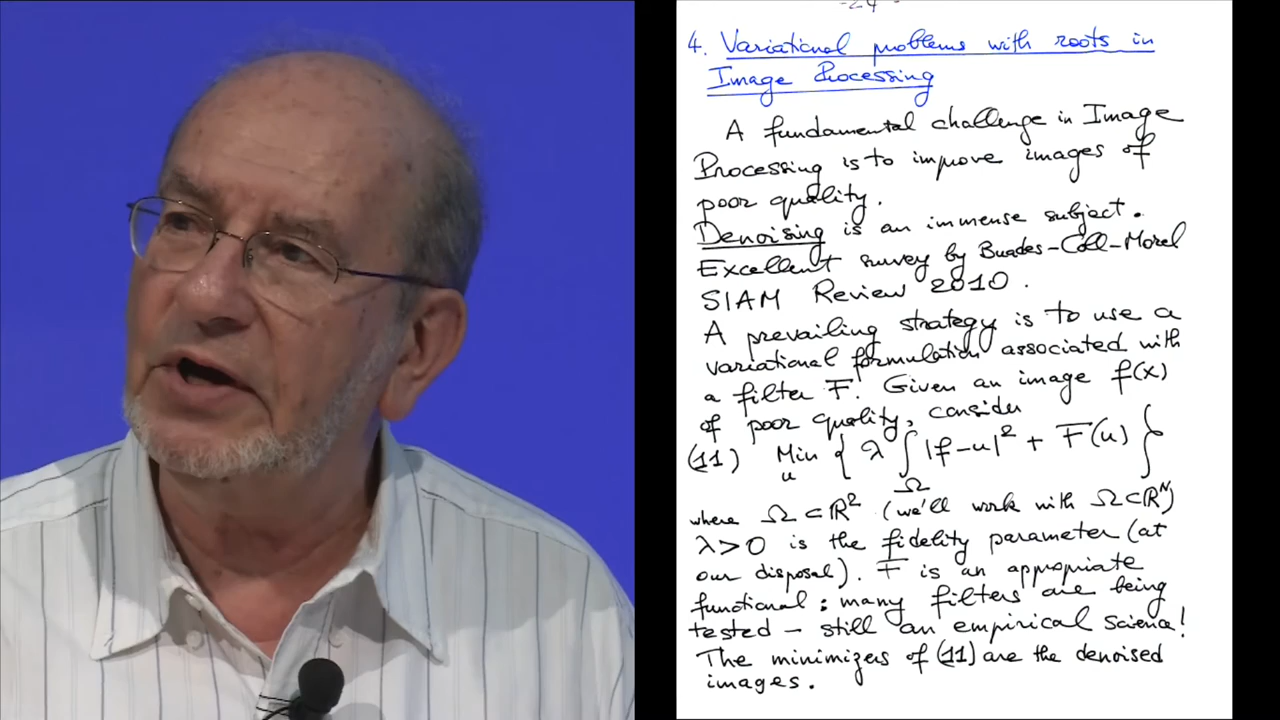 -24-
4. Variational problems with roots in
Image Processing
A fundamental challenge in Image
Processing is to improve images of
poor quality.
Denoising is an immense subject.
Excellent survey by Buades-Coll-Morel
SIAM Review 2010.
A prevailing strategy is to use a
variational formulation associated with
a filter F. Given an image f(x)
of poor quality, consider
(11) Min_u { λ ∫_Ω |f-u|² + F(u) }
where Ω⊂ℝ² (we'll work with Ω⊂ℝᴺ)
λ>0 is the fidelity parameter (at
our disposal). F is an appropriate
functional: many filters are being
tested – still an empirical science!
The minimizers of (11) are the denoised
images.